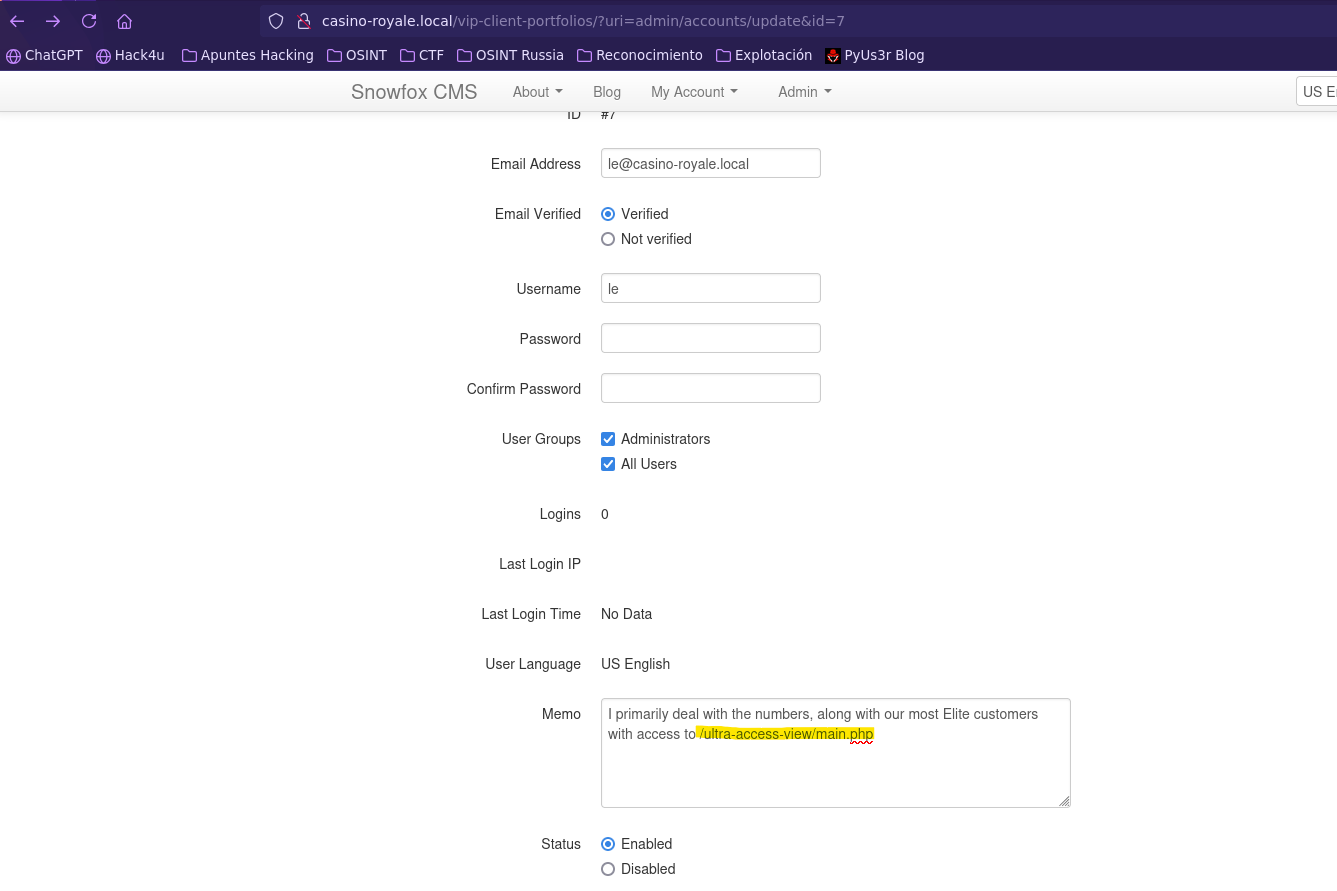 casino-royale.local/vip-client-portfolios/?uri=admin/accounts/update&id=7
ChatGPT Hack4u Apuntes Hacking OSINT CTF OSINT Russia Reconocimiento Explotación PyUs3r Blog
Snowfox CMS About Blog My Account Admin US E
ID #7
Email Address le@casino-royale.local
Email Verified Verified
Not verified
Username le
Password
Confirm Password
User Groups Administrators
All Users
Logins 0
Last Login IP
Last Login Time No Data
User Language US English
Memo I primarily deal with the numbers, along with our most Elite customers
with access to /ultra-access-view/main.php
Status Enabled
Disabled